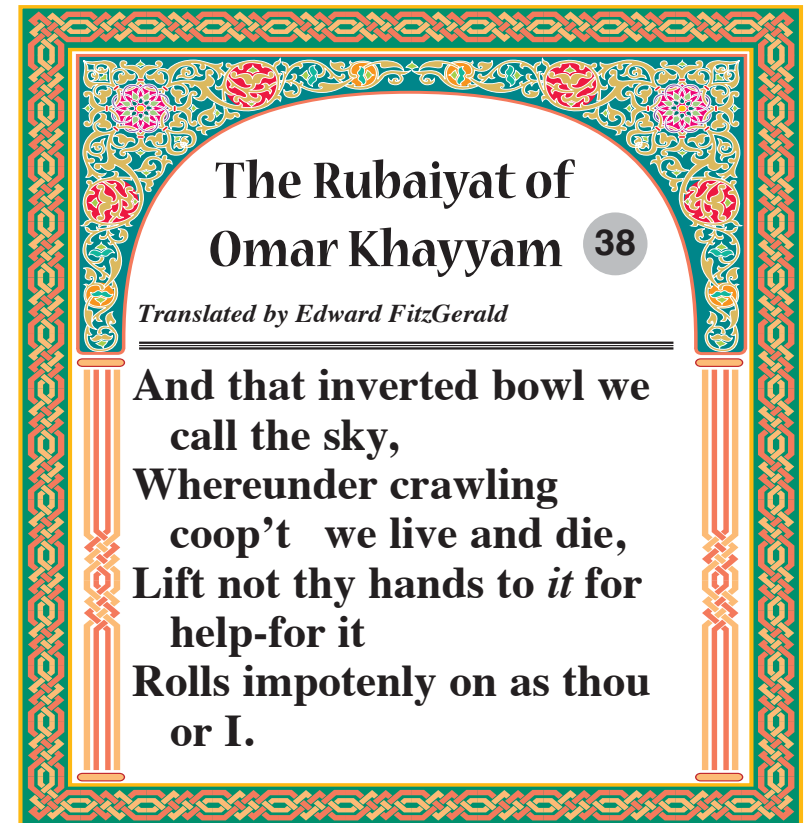 The Rubaiyat of
Omar Khayyam 38
Translated by Edward FitzGerald
And that inverted bowl we
call the sky,
Whereunder crawling
coop’t we live and die,
Lift not thy hands to it for
help-for it
Rolls impotenly on as thou
or I.